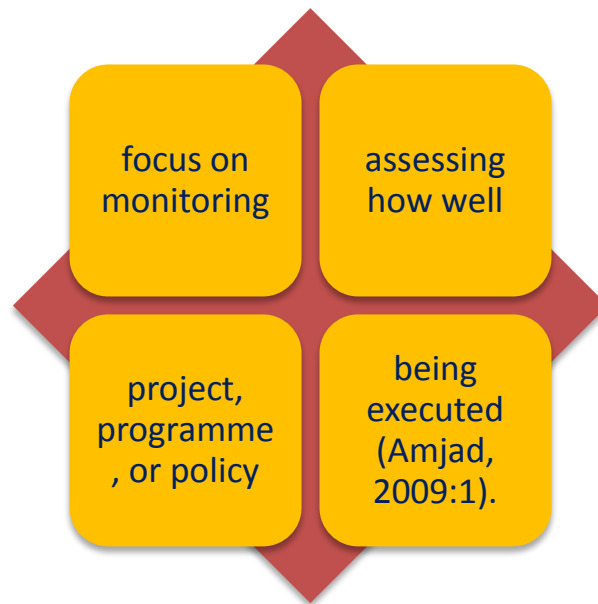 focus on
monitoring
assessing
how well
project,
programme
, or policy
being
executed
(Amjad,
2009:1).